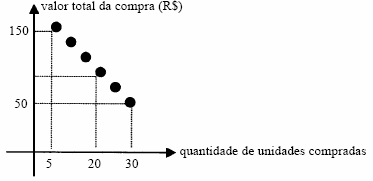 valor total da compra (R$)
150
50
quantidade de unidades compradas
5 20 30